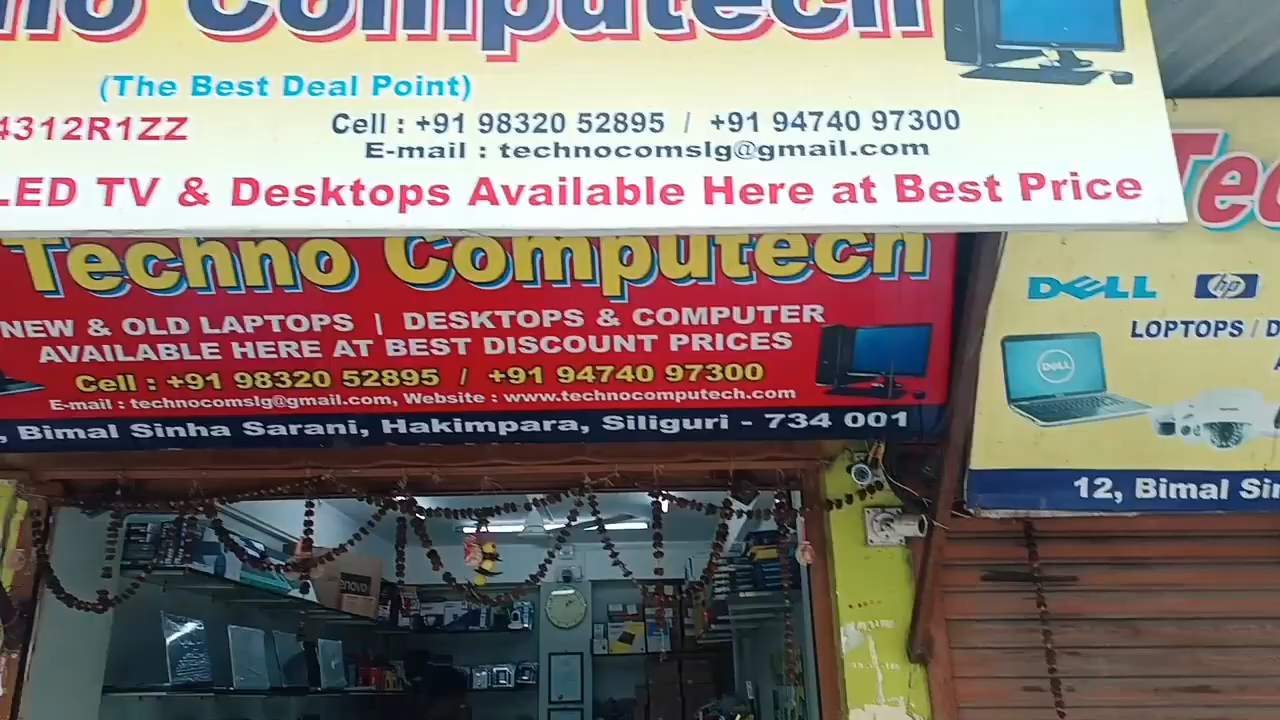 Computech
(The Best Deal Point)
4312R1ZZ
Cell : +91 98320 52895 / +91 94740 97300
E-mail : technocomslg@gmail.com
LED TV & Desktops Available Here at Best Price
Techno Computech
NEW & OLD LAPTOPS | DESKTOPS & COMPUTER
AVAILABLE HERE AT BEST DISCOUNT PRICES
Cell : +91 98320 52895 / +91 94740 97300
E-mail : technocomslg@gmail.com, Website : www.technocomputech.com
, Bimal Sinha Sarani, Hakimpara, Siliguri - 734 001
DELL hp
LOPTOPS /
DELL
12, Bimal